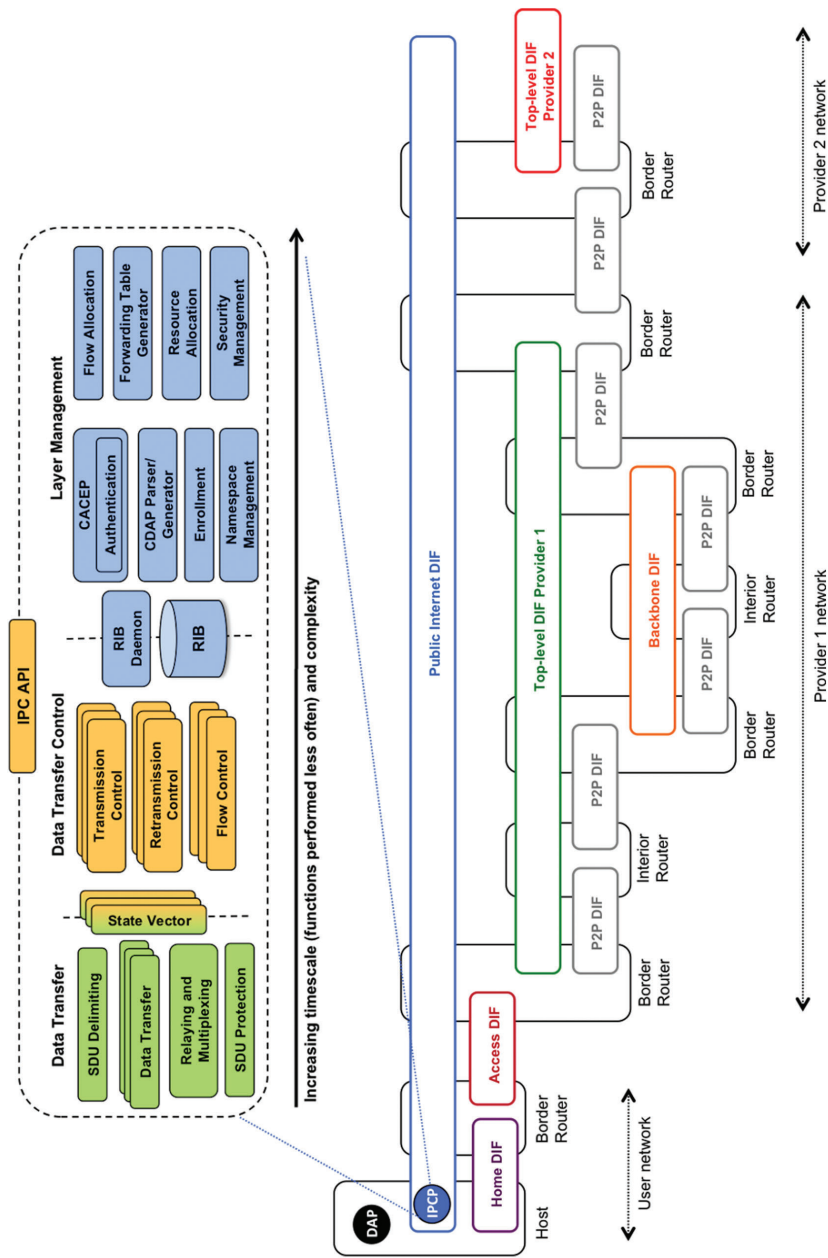 IPC API
Data Transfer
SDU Delimiting
Data Transfer
Relaying and
Multiplexing
SDU Protection
State Vector
Data Transfer Control
Transmission
Control
Retransmission
Control
Flow Control
RIB
Daemon
RIB
Layer Management
CACEP
Authentication
CDAP Parser/
Generator
Enrollment
Namespace
Management
Flow Allocation
Forwarding Table
Generator
Resource
Allocation
Security
Management
Increasing timescale (functions performed less often) and complexity
DAP
IPCP
Public Internet DIF
Home DIF
Access DIF
Top-level DIF Provider 1
Top-level DIF
Provider 2
P2P DIF
P2P DIF
Backbone DIF
P2P DIF
P2P DIF
P2P DIF
P2P DIF
P2P DIF
Host
Border
Router
Border
Router
Interior
Router
Border
Router
Interior
Router
Border
Router
Border
Router
Border
Router
User network
Provider 1 network
Provider 2 network